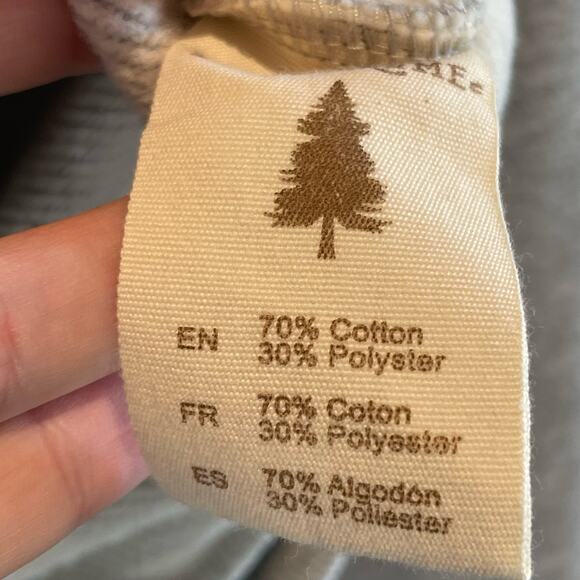 EN 70% Cotton
30% Polyster
FR 70% Coton
30% Polyester
ES 70% Algodón
30% Poliester